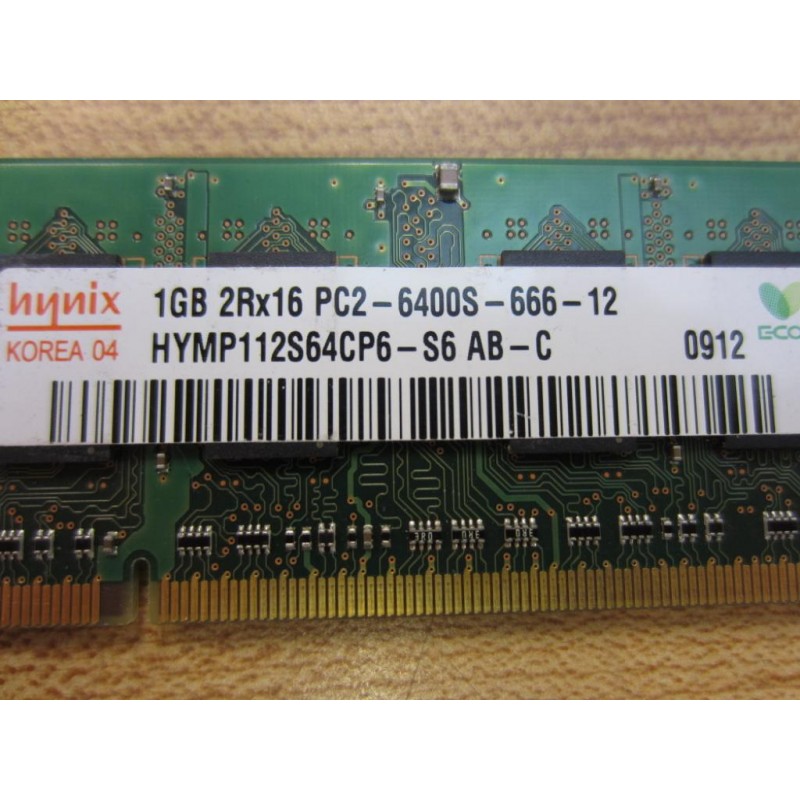 hynix 1GB 2Rx16 PC2-6400S-666-12
KOREA 04 HYMP112S64CP6-S6 AB-C 0912